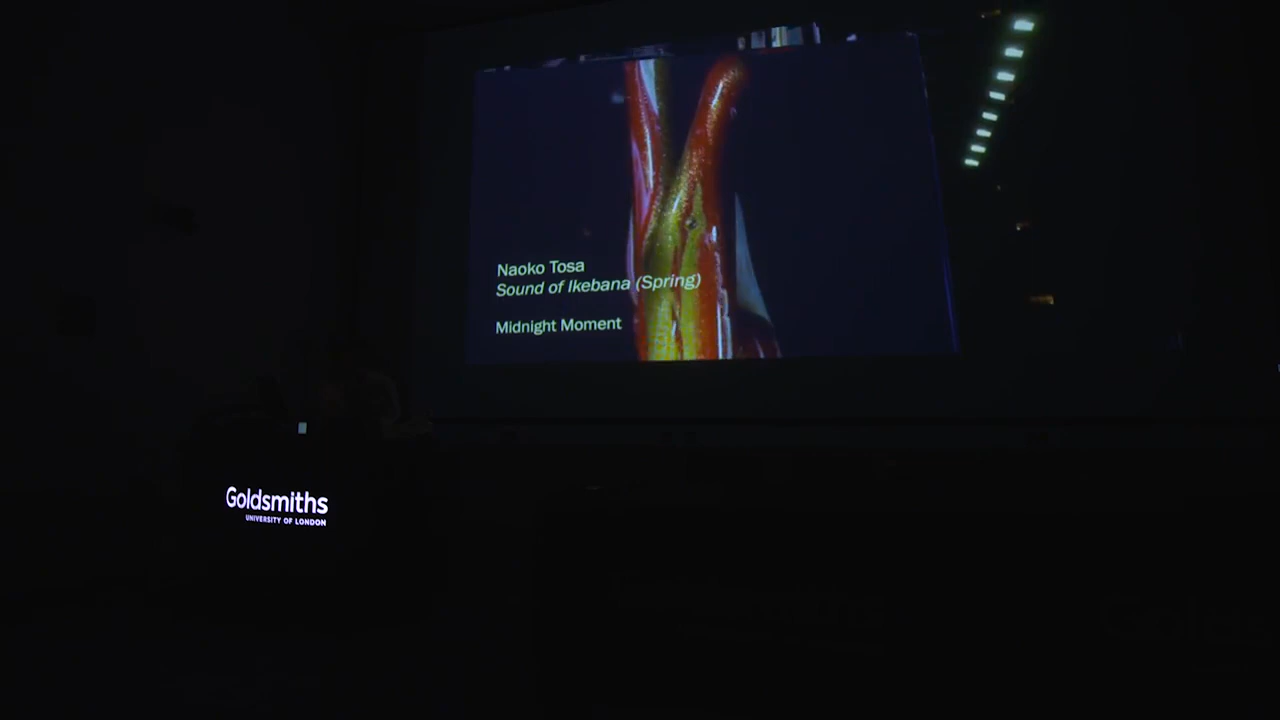 Naoko Tosa
Sound of Ikebana (Spring)
Midnight Moment
Goldsmiths
UNIVERSITY OF LONDON